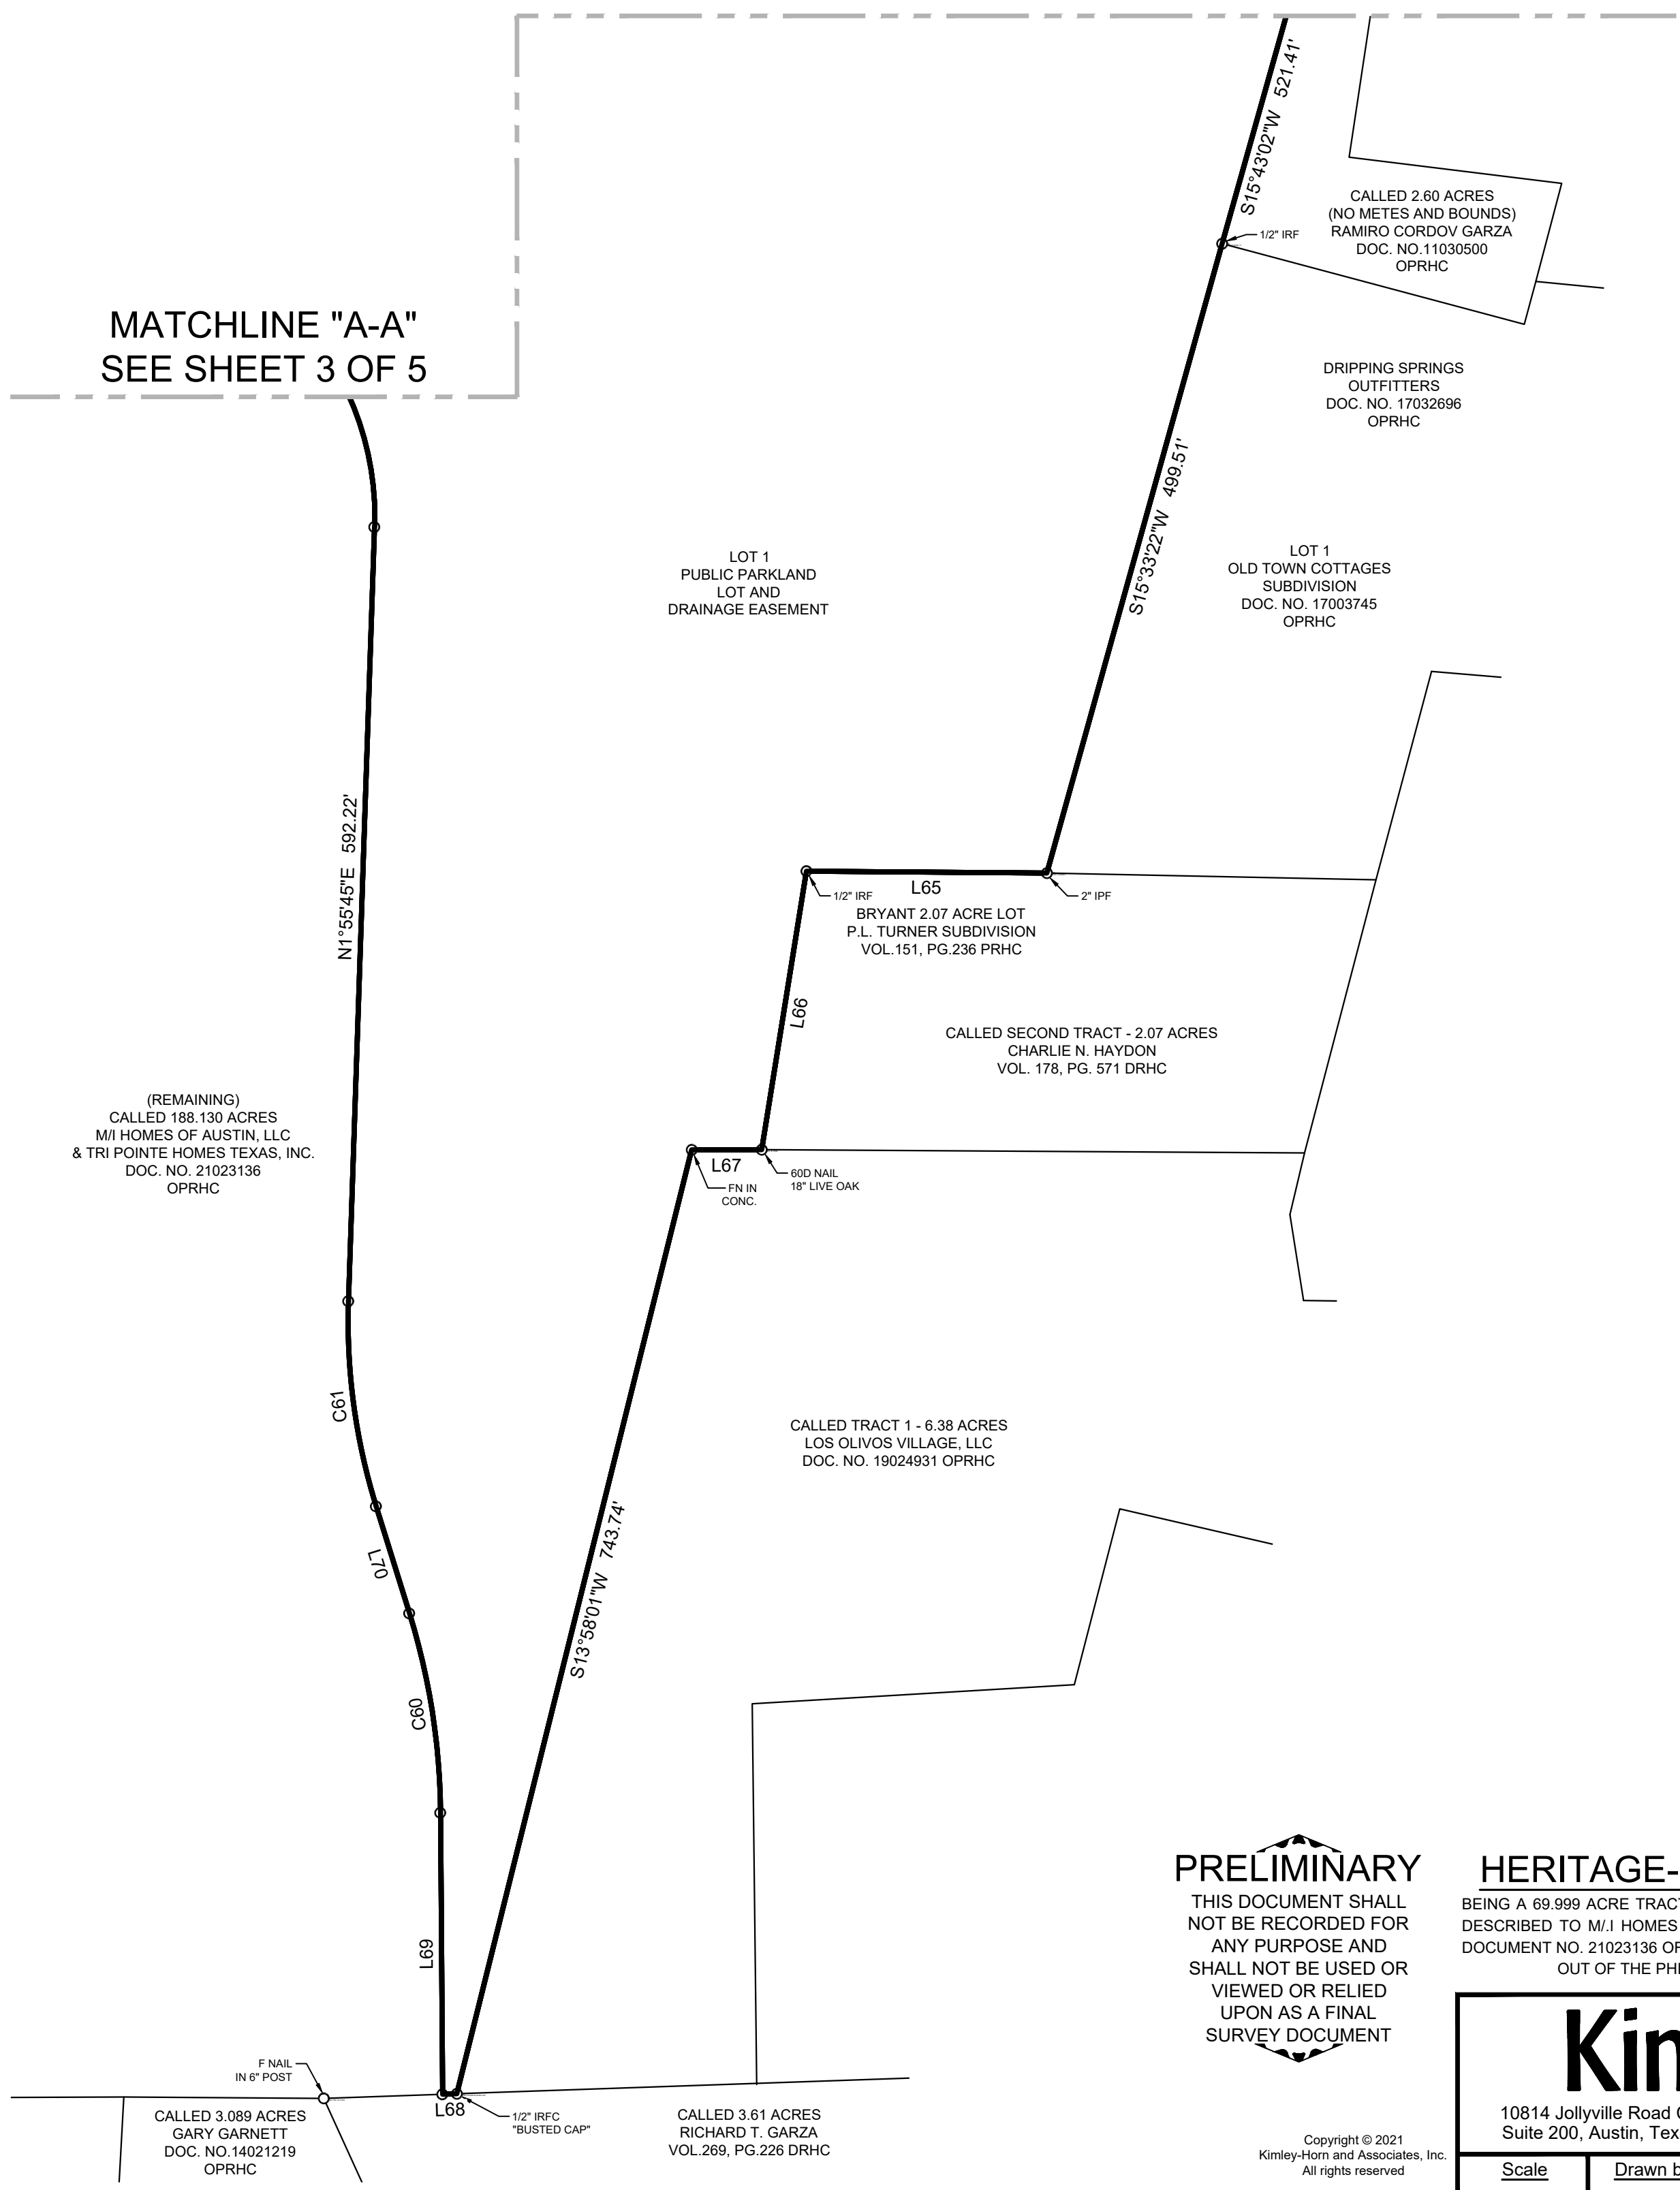 S15°43'02"W 521.41'
CALLED 2.60 ACRES
(NO METES AND BOUNDS)
RAMIRO CORDOV GARZA
DOC. NO.11030500
OPRHC
1/2" IRF
MATCHLINE "A-A"
SEE SHEET 3 OF 5
DRIPPING SPRINGS
OUTFITTERS
DOC. NO. 17032696
OPRHC
S15°33'22"W 499.51'
LOT 1
PUBLIC PARKLAND
LOT AND
DRAINAGE EASEMENT
LOT 1
OLD TOWN COTTAGES
SUBDIVISION
DOC. NO. 17003745
OPRHC
N1°55'45"E 592.22'
L65
1/2" IRF
2" IPF
BRYANT 2.07 ACRE LOT
P.L. TURNER SUBDIVISION
VOL.151, PG.236 PRHC
L66
CALLED SECOND TRACT - 2.07 ACRES
CHARLIE N. HAYDON
VOL. 178, PG. 571 DRHC
(REMAINING)
CALLED 188.130 ACRES
M/I HOMES OF AUSTIN, LLC
& TRI POINTE HOMES TEXAS, INC.
DOC. NO. 21023136
OPRHC
L67
60D NAIL
18" LIVE OAK
FN IN
CONC.
C61
CALLED TRACT 1 - 6.38 ACRES
LOS OLIVOS VILLAGE, LLC
DOC. NO. 19024931 OPRHC
L70
S13°58'01"W 743.74'
C60
L69
PRELIMINARY
THIS DOCUMENT SHALL
NOT BE RECORDED FOR
ANY PURPOSE AND
SHALL NOT BE USED OR
VIEWED OR RELIED
UPON AS A FINAL
SURVEY DOCUMENT
HERITAGE-
BEING A 69.999 ACRE TRACT
DESCRIBED TO M/.I HOMES
DOCUMENT NO. 21023136
OUT OF THE
Kim
10814 Jollyville Road
Suite 200, Austin,
Scale
Drawn
F NAIL
IN 6" POST
L68
1/2" IRFC
"BUSTED CAP"
CALLED 3.089 ACRES
GARY GARNETT
DOC. NO.14021219
OPRHC
CALLED 3.61 ACRES
RICHARD T. GARZA
VOL.269, PG.226 DRHC
Copyright © 2021
Kimley-Horn and Associates, Inc.
All rights reserved